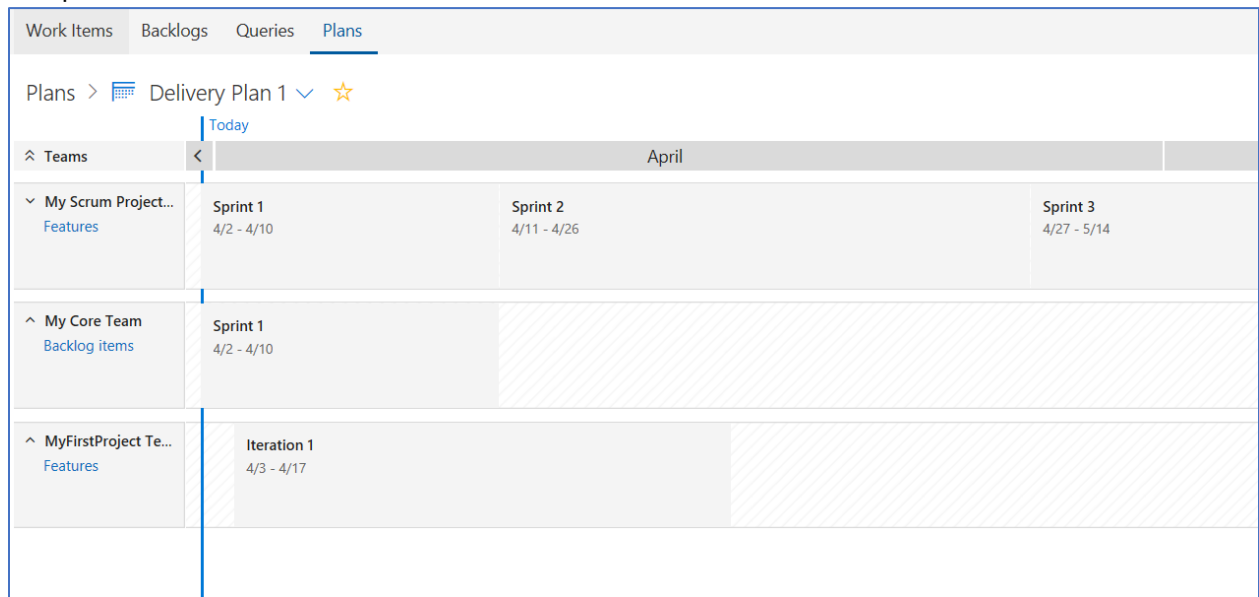 Work Items Backlogs Queries Plans
Plans > Delivery Plan 1
Today
Teams < April
My Scrum Project... Sprint 1 Sprint 2 Sprint 3
Features 4/2 - 4/10 4/11 - 4/26 4/27 - 5/14
My Core Team Sprint 1
Backlog items 4/2 - 4/10
MyFirstProject Te... Iteration 1
Features 4/3 - 4/17